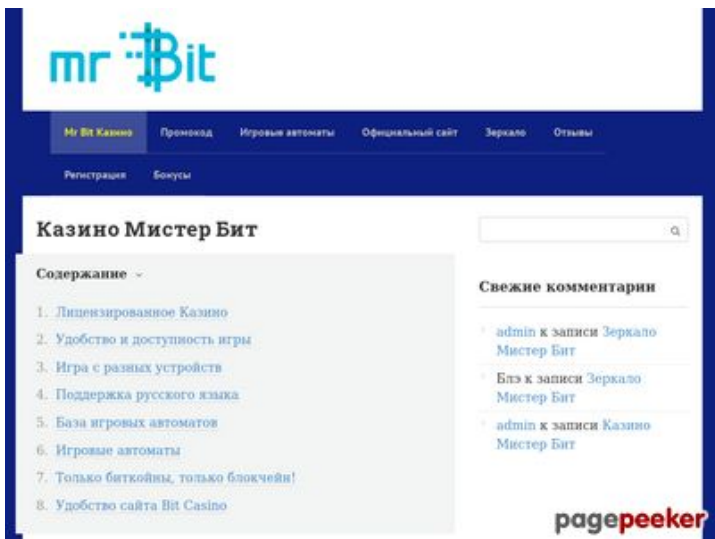 mr Bit
Mr Bit Казино Промокод Игровые автоматы Официальный сайт Зеркало Отзывы
Регистрация Бонусы
Казино Мистер Бит
Содержание
1. Лицензированное Казино
2. Удобство и доступность игры
3. Игра с разных устройств
4. Поддержка русского языка
5. База игровых автоматов
6. Игровые автоматы
7. Только биткойны, только блокчейн!
8. Удобство сайта Bit Casino
Свежие комментарии
admin к записи Зеркало
Мистер Бит
Блэ к записи Зеркало
Мистер Бит
admin к записи Казино
Мистер Бит
pagepeeker